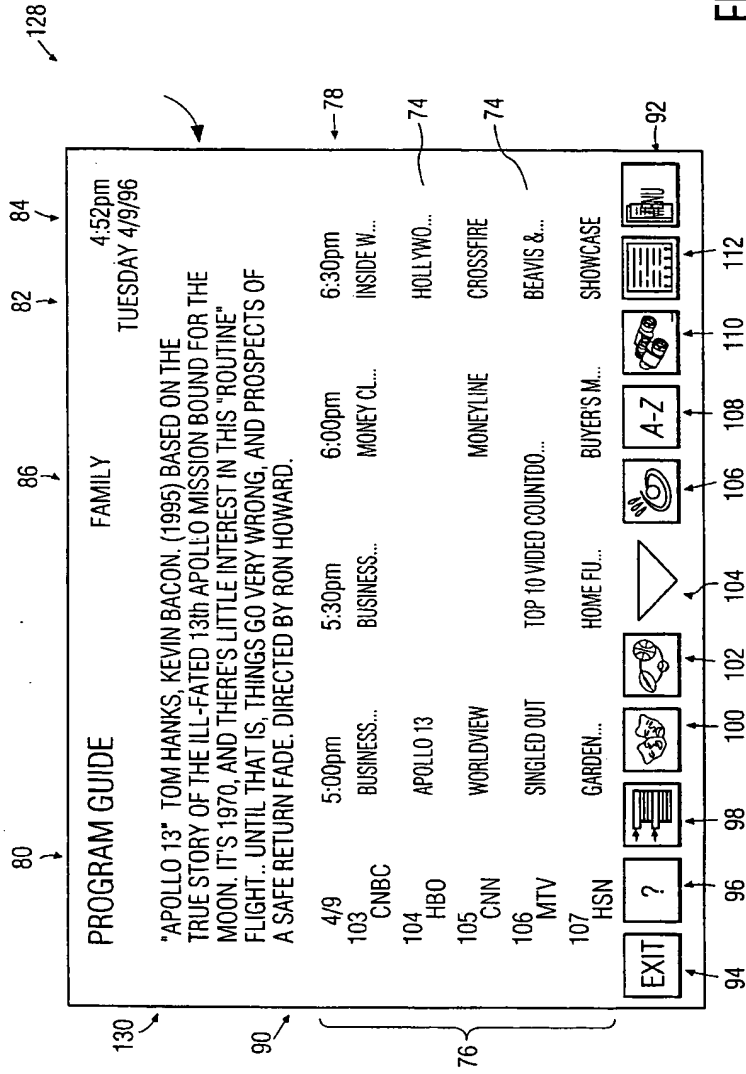 128
80
86
82
84
PROGRAM GUIDE
FAMILY
4:52pm
TUESDAY 4/9/96
130
"APOLLO 13" TOM HANKS, KEVIN BACON. (1995) BASED ON THE
TRUE STORY OF THE ILL-FATED 13th APOLLO MISSION BOUND FOR THE
MOON. IT'S 1970, AND THERE'S LITTLE INTEREST IN THIS "ROUTINE"
FLIGHT.. UNTIL THAT IS, THINGS GO VERY WRONG, AND PROSPECTS OF
A SAFE RETURN FADE. DIRECTED BY RON HOWARD.
90
4/9 5:00pm 5:30pm 6:00pm 6:30pm
78
103 CNBC BUSINESS... BUSINESS... MONEY CL... INSIDE W...
104 HBO APOLLO 13 HOLLYWO...
74
105 CNN WORLDVIEW MONEYLINE CROSSFIRE
76
106 MTV SINGLED OUT TOP 10 VIDEO COUNTDO... BEAVIS &...
74
107 HSN GARDEN... HOME FU... BUYER'S M... SHOWCASE
EXIT ? A-Z MENU
92
94 96 98 100 102 104 106 108 110 112